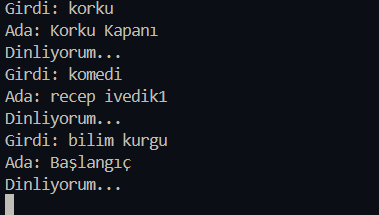 Girdi: korku
Ada: Korku Kapanı
Dinliyorum...
Girdi: komedi
Ada: recep ivedik1
Dinliyorum...
Girdi: bilim kurgu
Ada: Başlangıç
Dinliyorum...